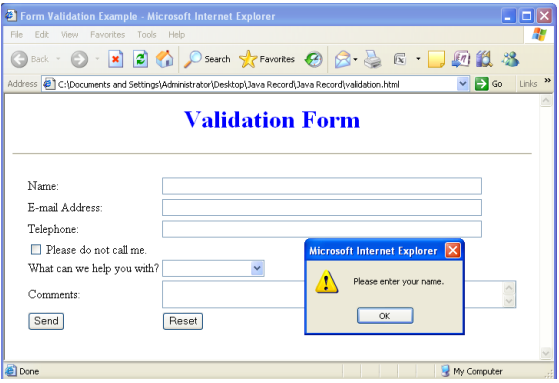 Form Validation Example - Microsoft Internet Explorer
File Edit View Favorites Tools Help
Back Search Favorites
Address C:\Documents and Settings\Administrator\Desktop\Java Record\Java Record\validation.html Go Links »
Validation Form
Name:
E-mail Address:
Telephone:
Please do not call me.
What can we help you with?
Comments:
Send Reset
Microsoft Internet Explorer
Please enter your name.
OK
Done My Computer